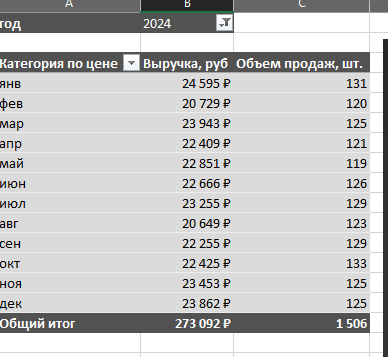 A B C
год 2024
Категория по цене Выручка, руб Объем продаж, шт.
янв 24 595 ₽ 131
фев 20 729 ₽ 120
мар 23 943 ₽ 125
апр 22 409 ₽ 121
май 22 851 ₽ 119
июн 22 666 ₽ 126
июл 23 255 ₽ 129
авг 20 649 ₽ 123
сен 22 255 ₽ 129
окт 22 425 ₽ 133
ноя 23 453 ₽ 125
дек 23 862 ₽ 125
Общий итог 273 092 ₽ 1 506